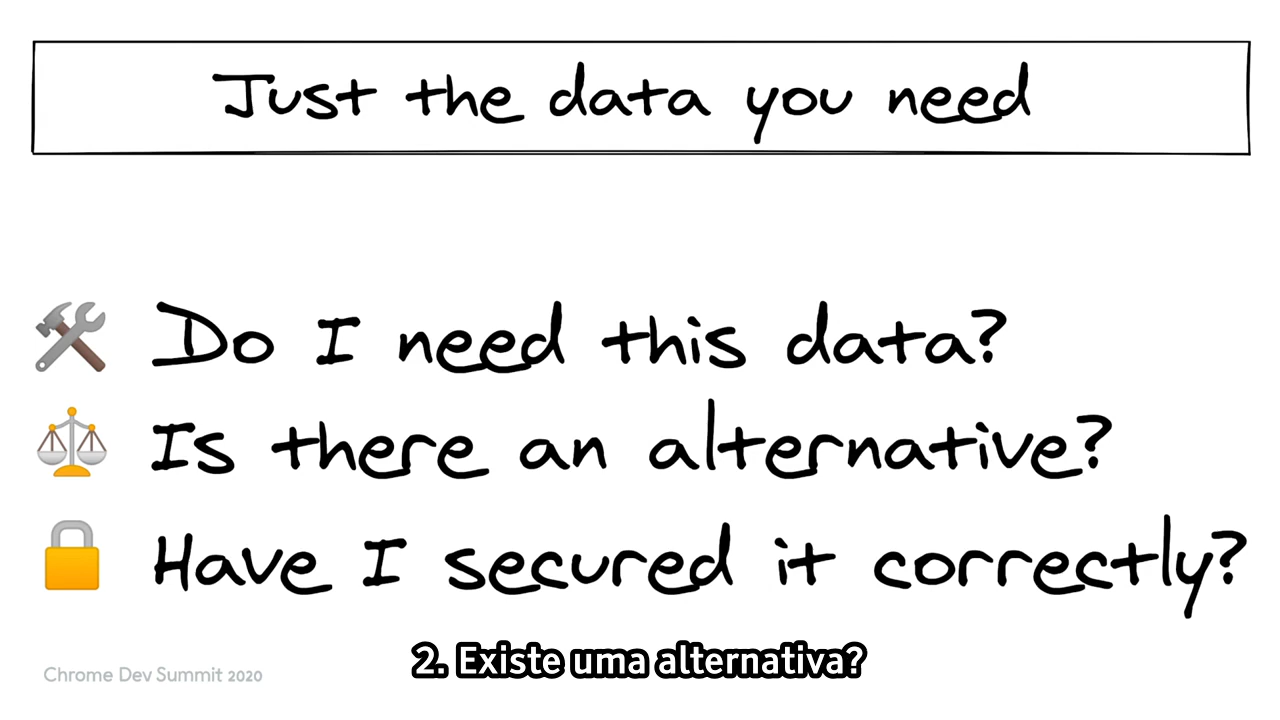 Just the data you need
Do I need this data?
Is there an alternative?
Have I secured it correctly?
2. Existe uma alternativa?
Chrome Dev Summit 2020